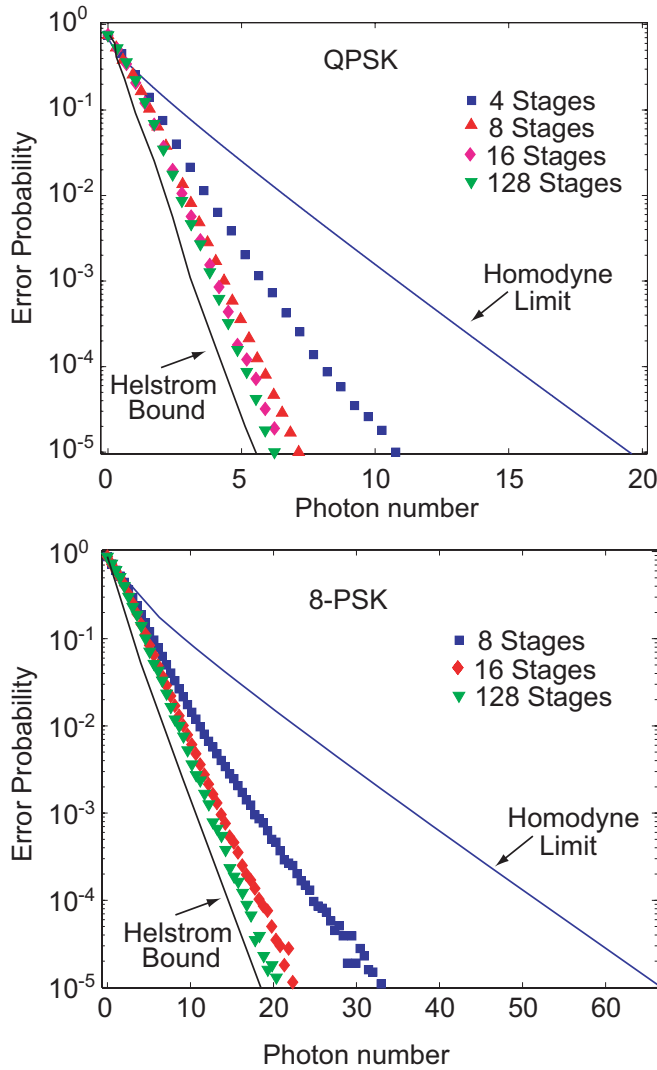 10^0
QPSK
4 Stages
8 Stages
16 Stages
128 Stages
10^-1
10^-2
10^-3
10^-4
10^-5
Error Probability
Homodyne
Limit
Helstrom
Bound
0 5 10 15 20
Photon number
10^0
8-PSK
8 Stages
16 Stages
128 Stages
10^-1
10^-2
10^-3
10^-4
10^-5
Error Probability
Homodyne
Limit
Helstrom
Bound
0 10 20 30 40 50 60
Photon number